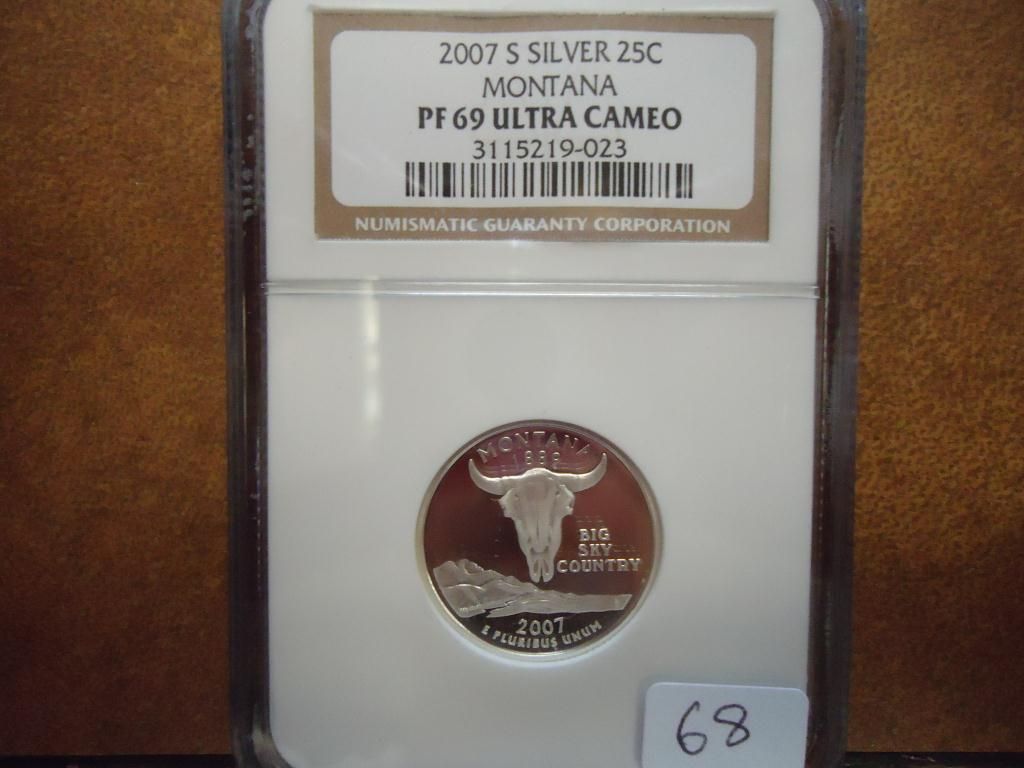 2007 S SILVER 25C
MONTANA
PF 69 ULTRA CAMEO
3115219-023
NUMISMATIC GUARANTY CORPORATION
MONTANA
1889
BIG
SKY
COUNTRY
2007
E PLURIBUS UNUM
68